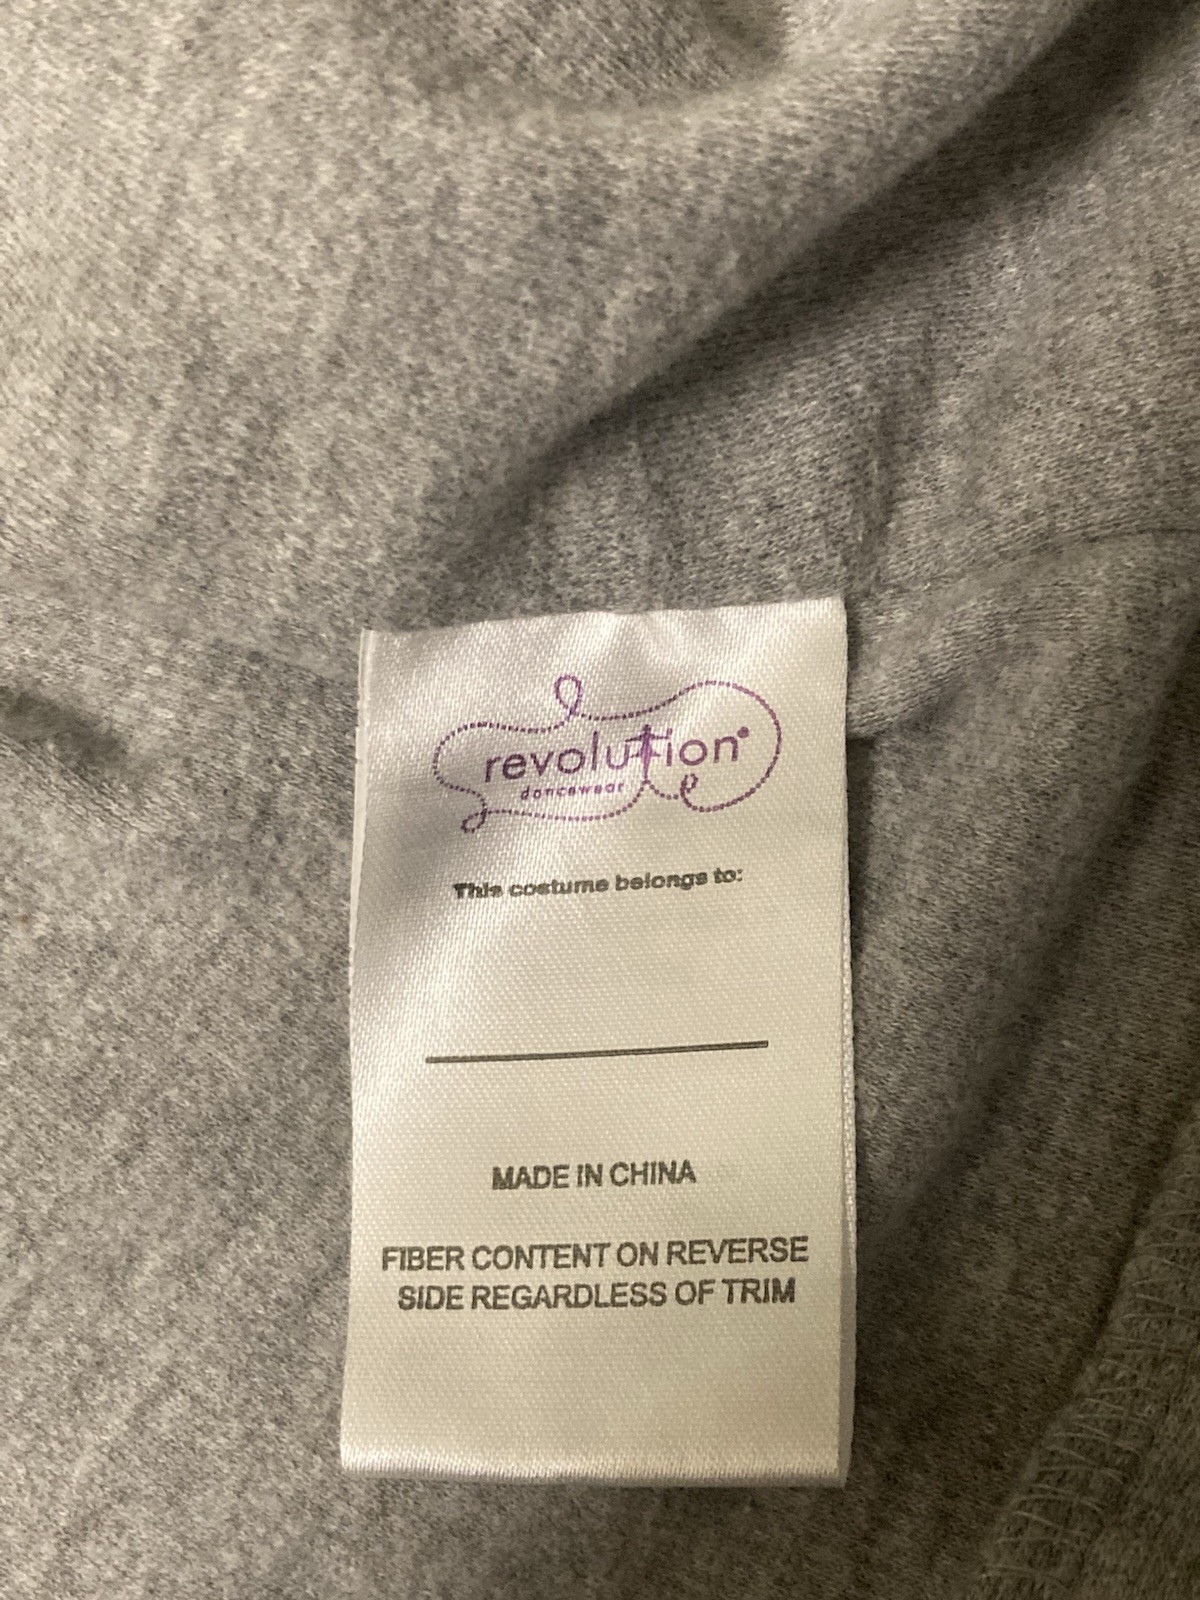 revolution®
dancewear
This costume belongs to:
MADE IN CHINA
FIBER CONTENT ON REVERSE
SIDE REGARDLESS OF TRIM